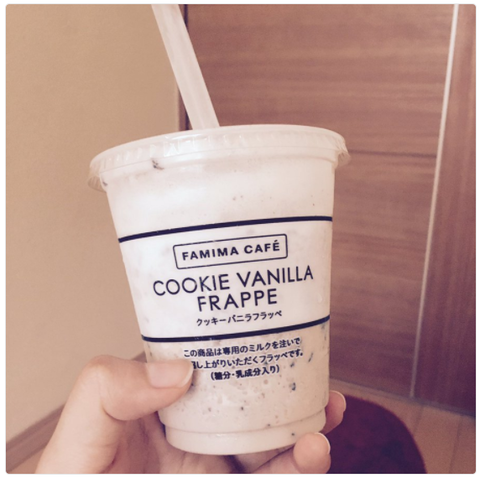 FAMIMA CAFÉ
COOKIE VANILLA
FRAPPE
クッキーバニラフラッペ
この商品は専用のミルクを注いで
し上がりいただくフラッペです。
(糖分・乳成分入り)